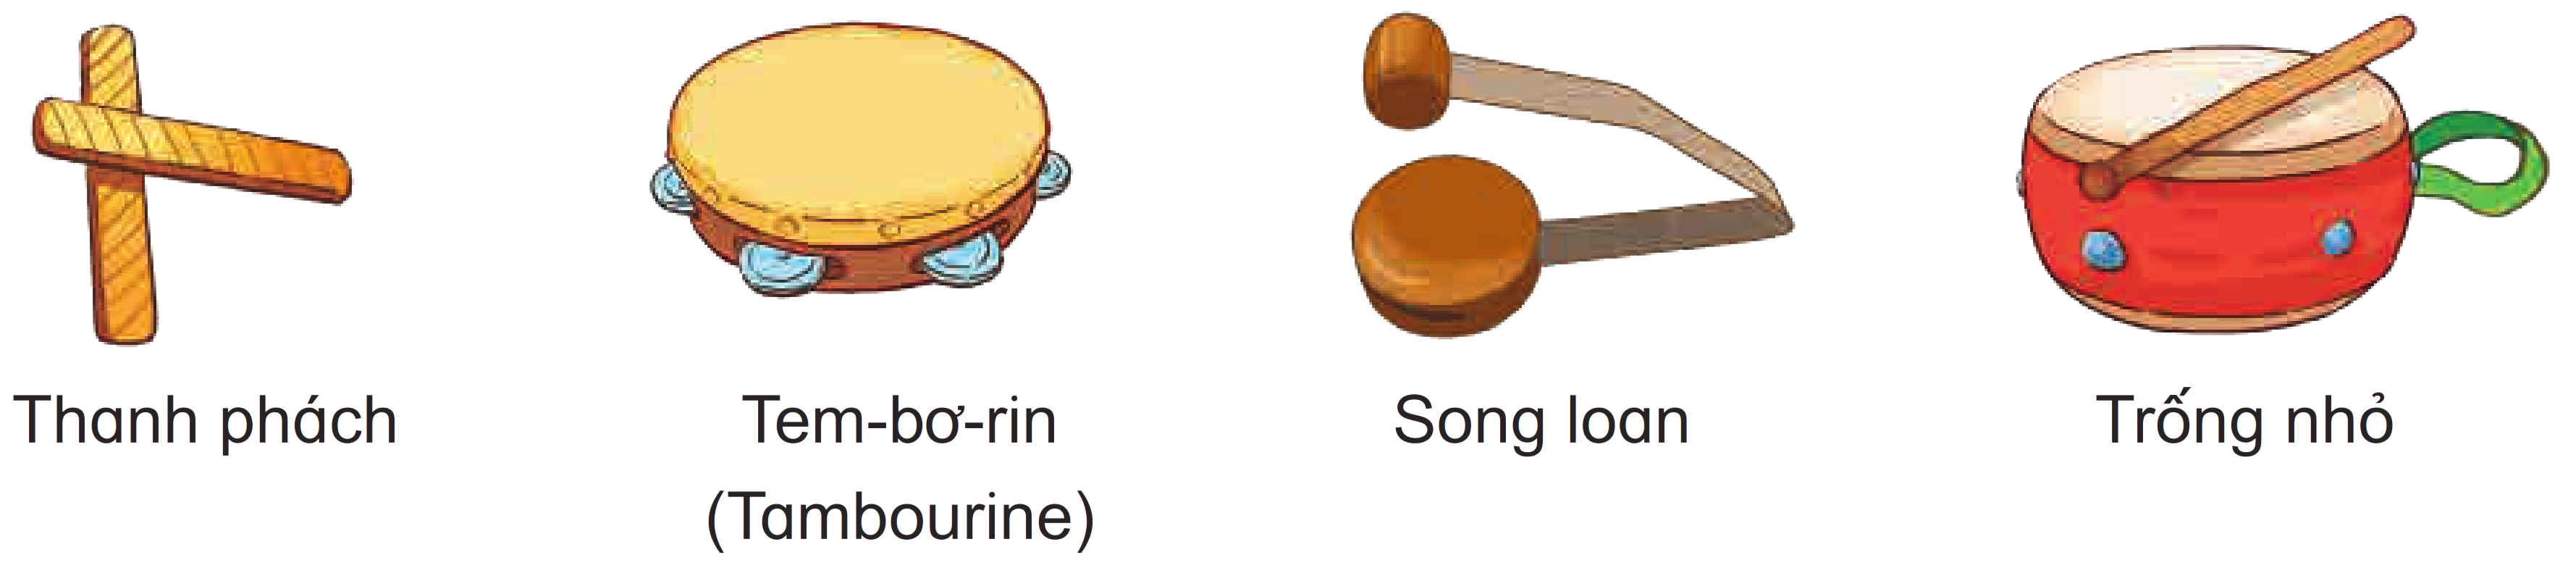 Thanh phách
Tem-bơ-rin
(Tambourine)
Song loan
Trống nhỏ